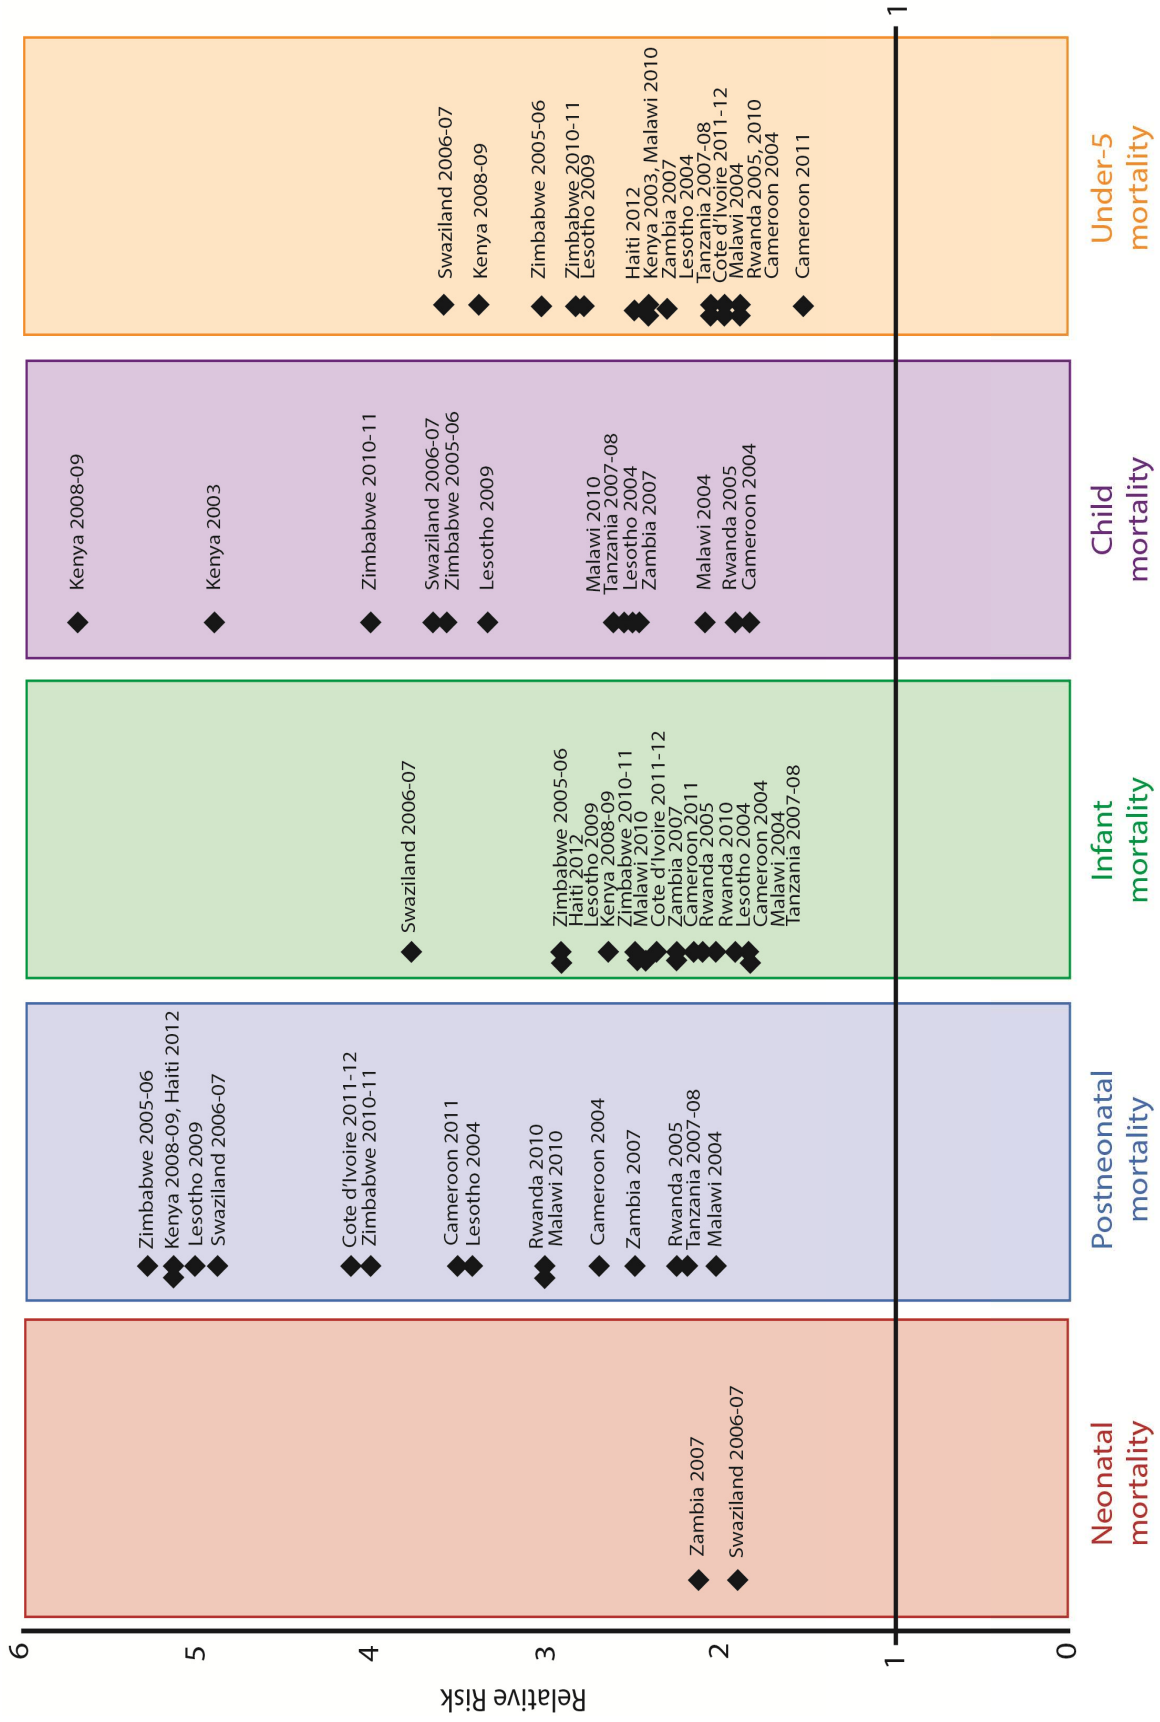 Relative Risk
6
5
4
3
2
1
0
1
Zambia 2007
Swaziland 2006-07
Neonatal
mortality
Zimbabwe 2005-06
Kenya 2008-09, Haiti 2012
Lesotho 2009
Swaziland 2006-07
Cote d'Ivoire 2011-12
Zimbabwe 2010-11
Cameroon 2011
Lesotho 2004
Rwanda 2010
Malawi 2010
Cameroon 2004
Zambia 2007
Rwanda 2005
Tanzania 2007-08
Malawi 2004
Postneonatal
mortality
Swaziland 2006-07
Zimbabwe 2005-06
Haiti 2012
Lesotho 2009
Kenya 2008-09
Zimbabwe 2010-11
Malawi 2010
Cote d'Ivoire 2011-12
Zambia 2007
Cameroon 2011
Rwanda 2005
Rwanda 2010
Lesotho 2004
Cameroon 2004
Malawi 2004
Tanzania 2007-08
Infant
mortality
Kenya 2008-09
Kenya 2003
Zimbabwe 2010-11
Swaziland 2006-07
Zimbabwe 2005-06
Lesotho 2009
Malawi 2010
Tanzania 2007-08
Lesotho 2004
Zambia 2007
Malawi 2004
Rwanda 2005
Cameroon 2004
Child
mortality
Swaziland 2006-07
Kenya 2008-09
Zimbabwe 2005-06
Zimbabwe 2010-11
Lesotho 2009
Haiti 2012
Kenya 2003, Malawi 2010
Zambia 2007
Lesotho 2004
Tanzania 2007-08
Cote d'Ivoire 2011-12
Malawi 2004
Rwanda 2005, 2010
Cameroon 2004
Cameroon 2011
Under-5
mortality